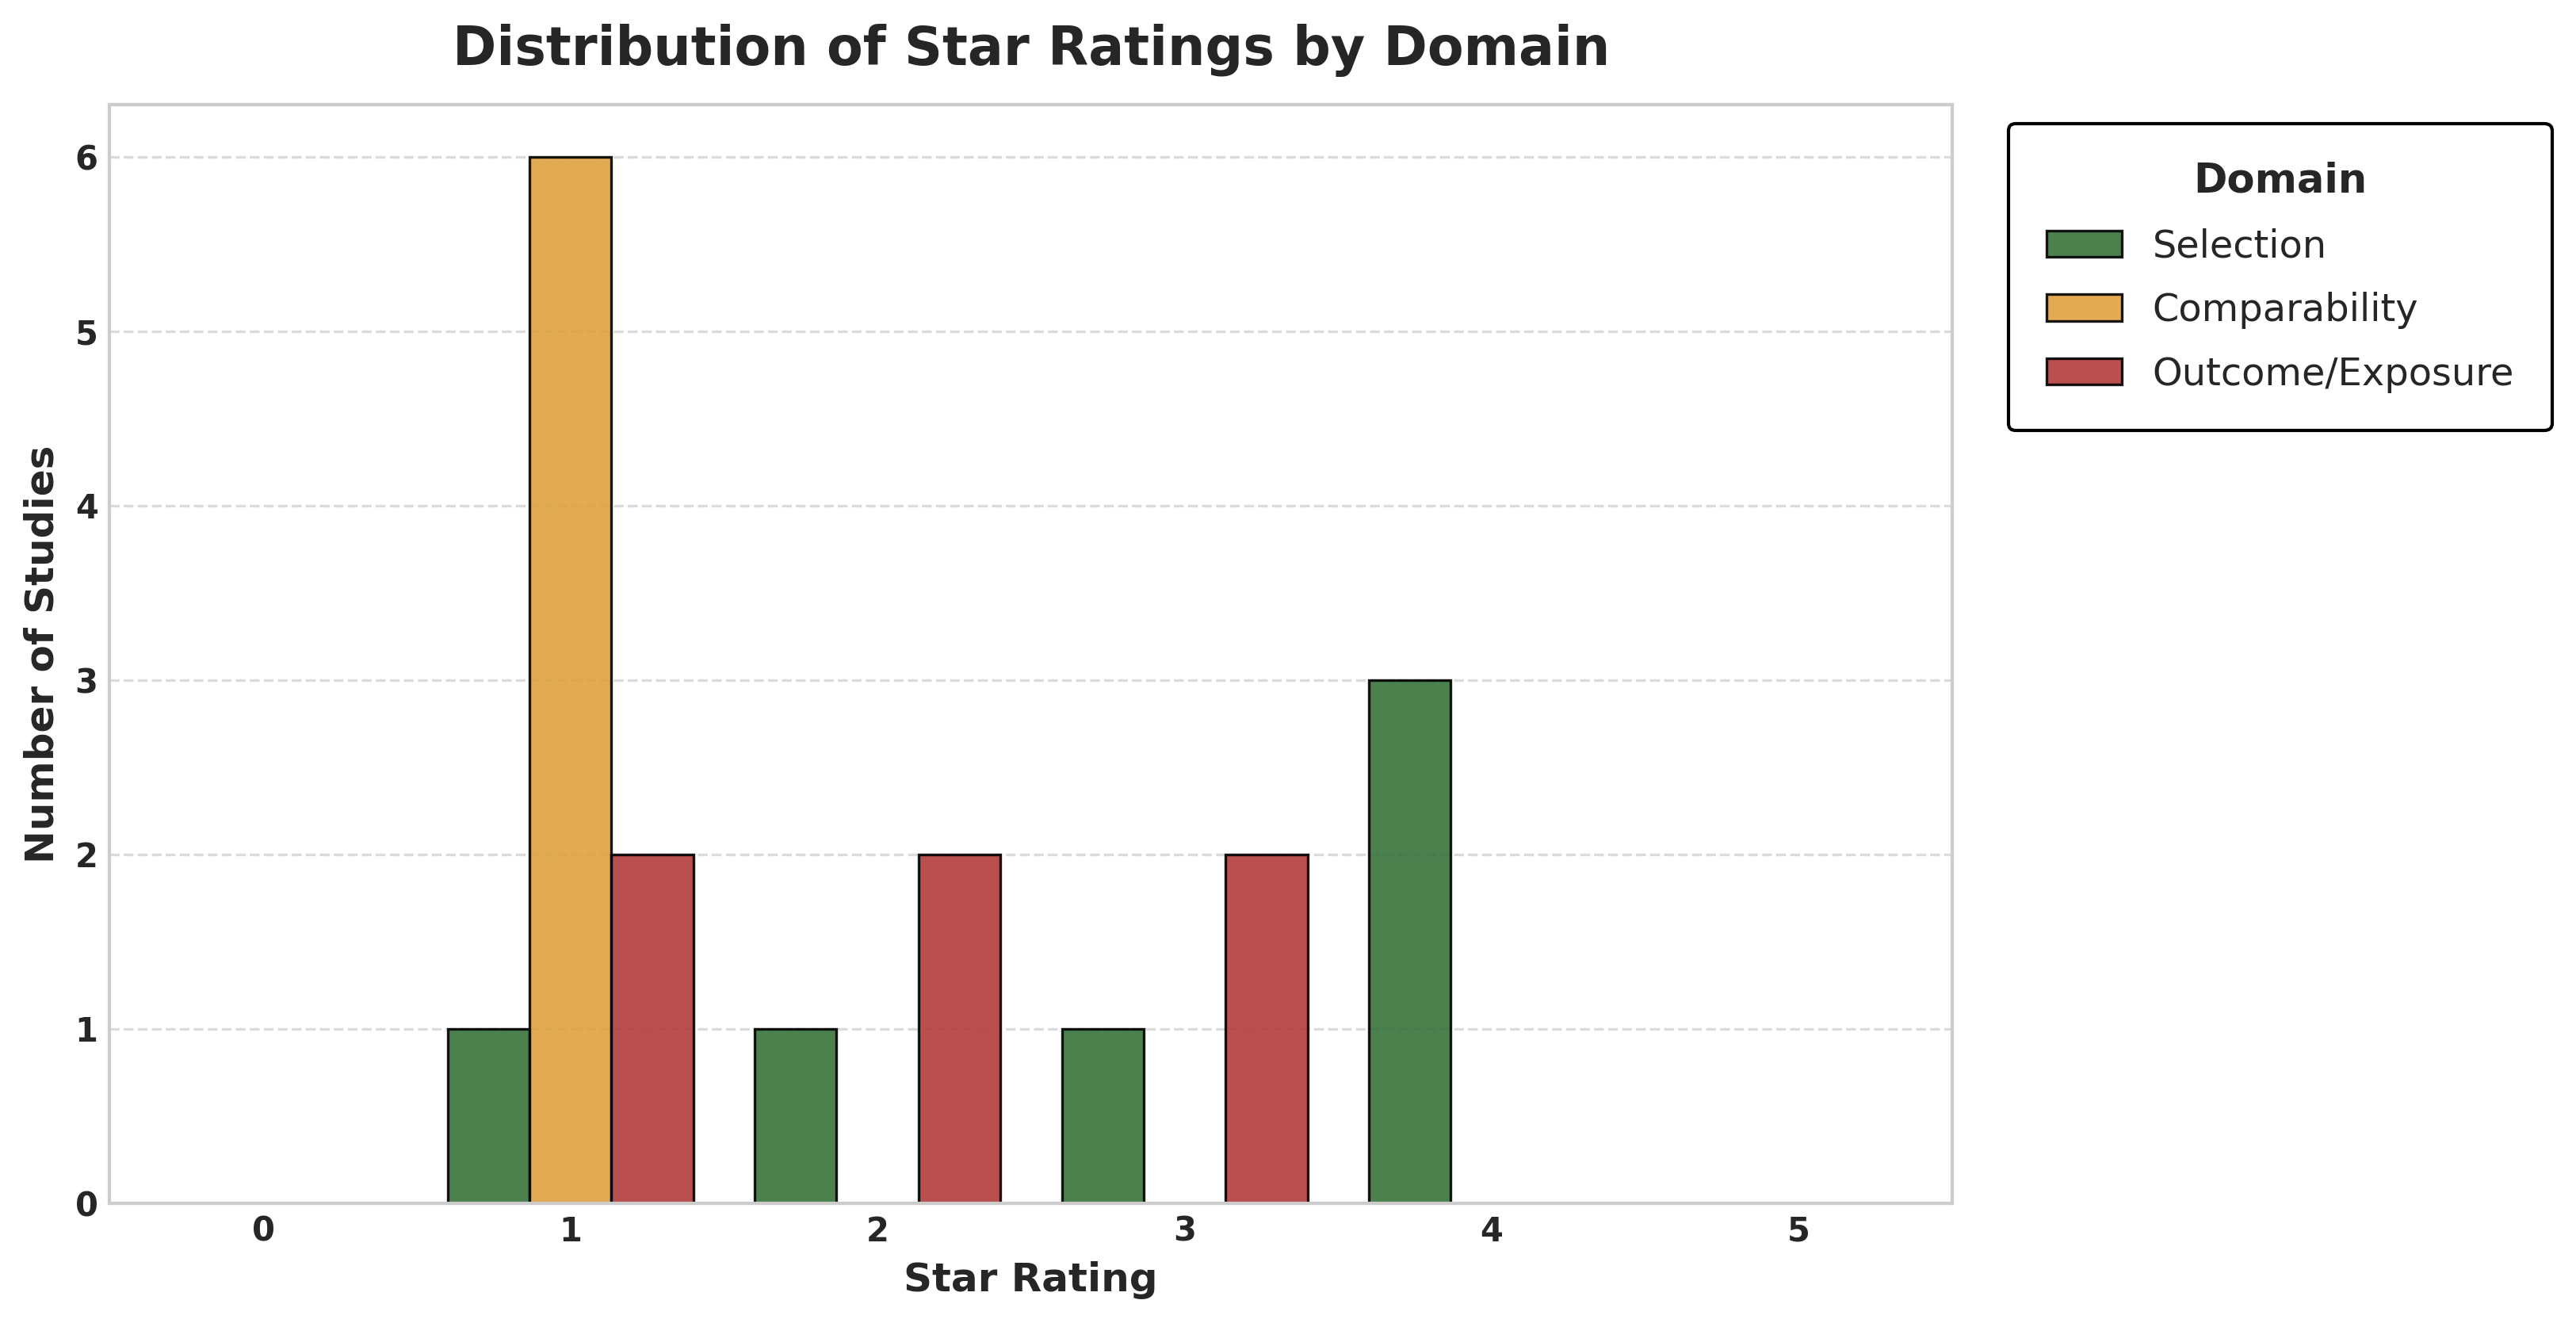 Distribution of Star Ratings by Domain
Number of Studies
6
5
4
3
2
1
0
0 1 2 3 4 5
Star Rating
Domain
Selection
Comparability
Outcome/Exposure